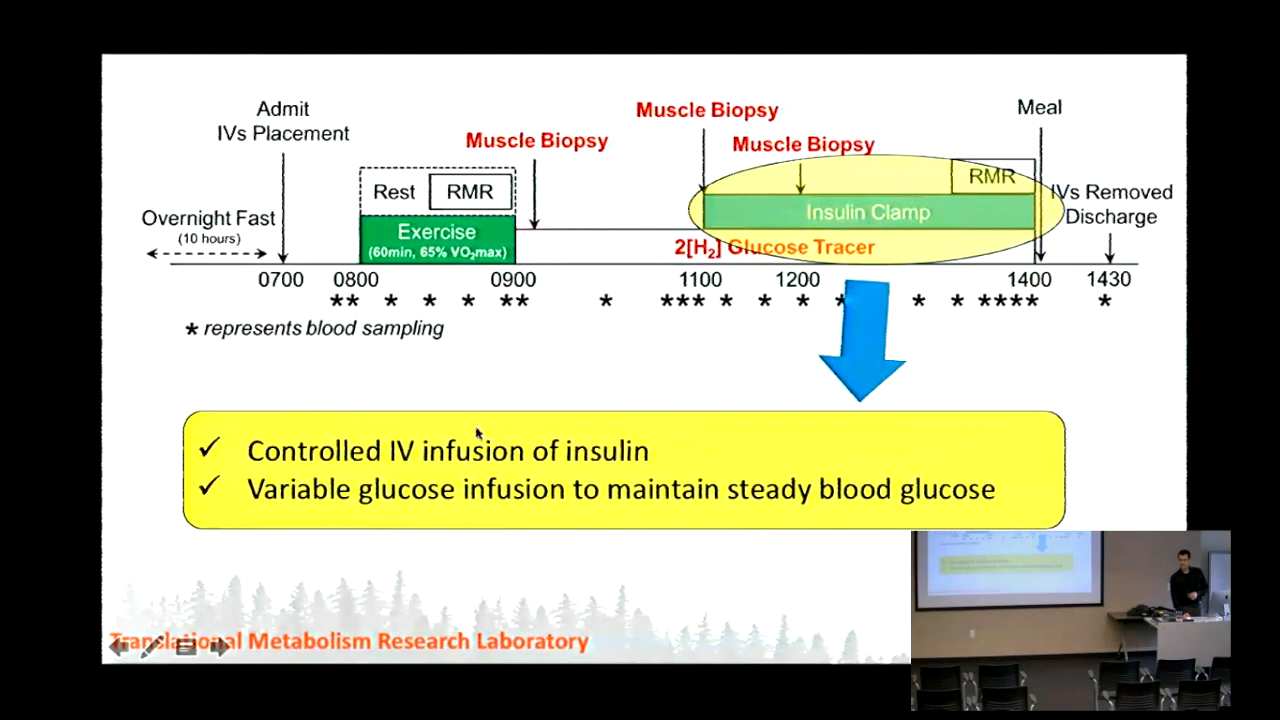 Admit
IVs Placement
Muscle Biopsy
Muscle Biopsy
Muscle Biopsy
Meal
Rest
RMR
RMR
IVs Removed
Discharge
Overnight Fast
(10 hours)
Exercise
(60min, 65% VO₂max)
Insulin Clamp
2[H₂] Glucose Tracer
0700
0800
0900
1100
1200
1400
1430
** * * * ** * *** * * * * * * **** *
* represents blood sampling
✓ Controlled IV infusion of insulin
✓ Variable glucose infusion to maintain steady blood glucose
Translational Metabolism Research Laboratory